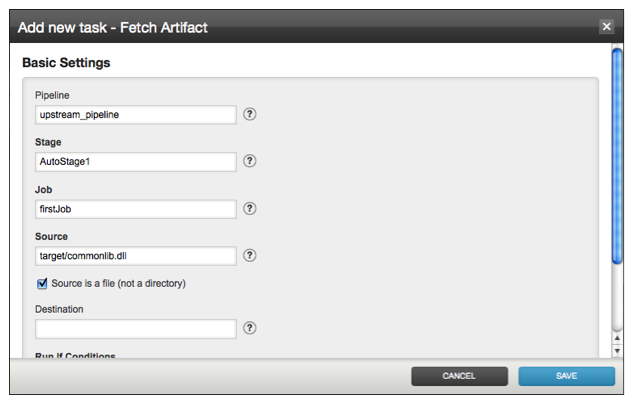 Add new task - Fetch Artifact
Basic Settings
Pipeline
upstream_pipeline
?
Stage
AutoStage1
?
Job
firstJob
?
Source
target/commonlib.dll
?
Source is a file (not a directory)
Destination
?
Run If Conditions
CANCEL
SAVE